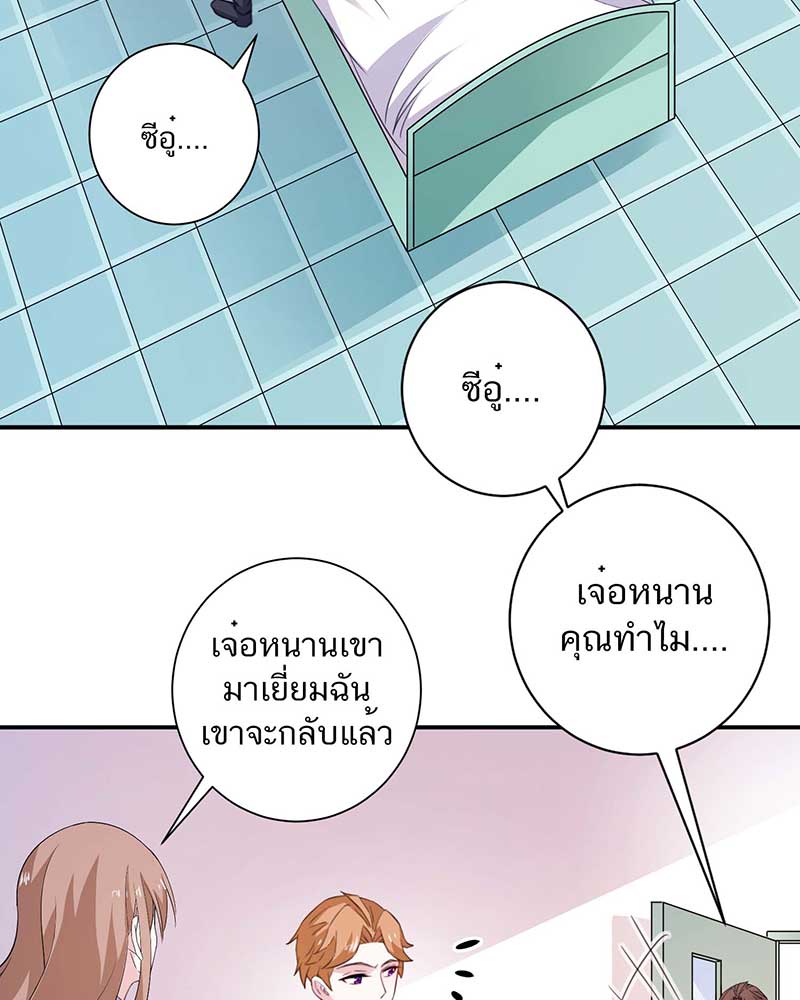 ซีอู๋....
ซีอู๋....
เจ๋อหนาน
คุณทำไม....
เจ๋อหนานเขา
มาเยี่ยมฉัน
เขาจะกลับแล้ว